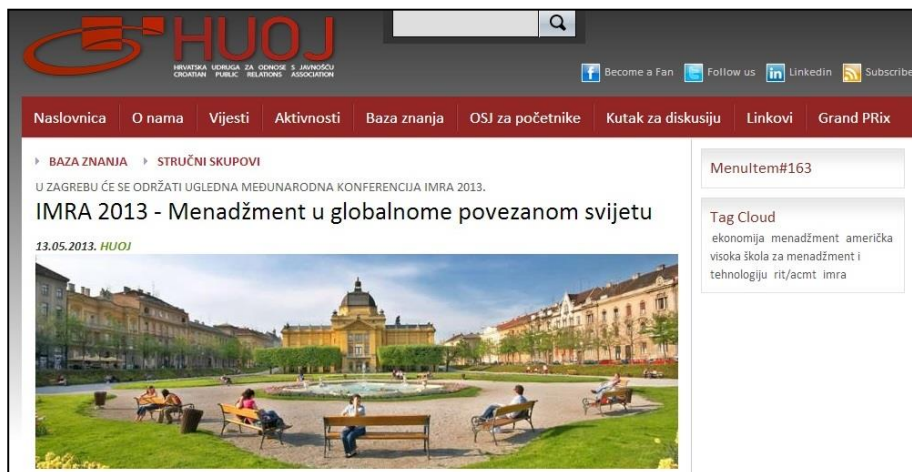 HUOJ
HRVATSKA UDRUGA ZA ODNOSE S JAVNOŠĆU
CROATIAN PUBLIC RELATIONS ASSOCIATION
Become a Fan Follow us Linkedin Subscribe
Naslovnica O nama Vijesti Aktivnosti Baza znanja OSJ za početnike Kutak za diskusiju Linkovi Grand PRix
BAZA ZNANJA STRUČNI SKUPOVI
U ZAGREBU ĆE SE ODRŽATI UGLEDNA MEĐUNARODNA KONFERENCIJA IMRA 2013.
IMRA 2013 - Menadžment u globalnome povezanom svijetu
13.05.2013. HUOJ
MenuItem#163
Tag Cloud
ekonomija menadžment američka
visoka škola za menadžment i
tehnologiju rit/acmt imra